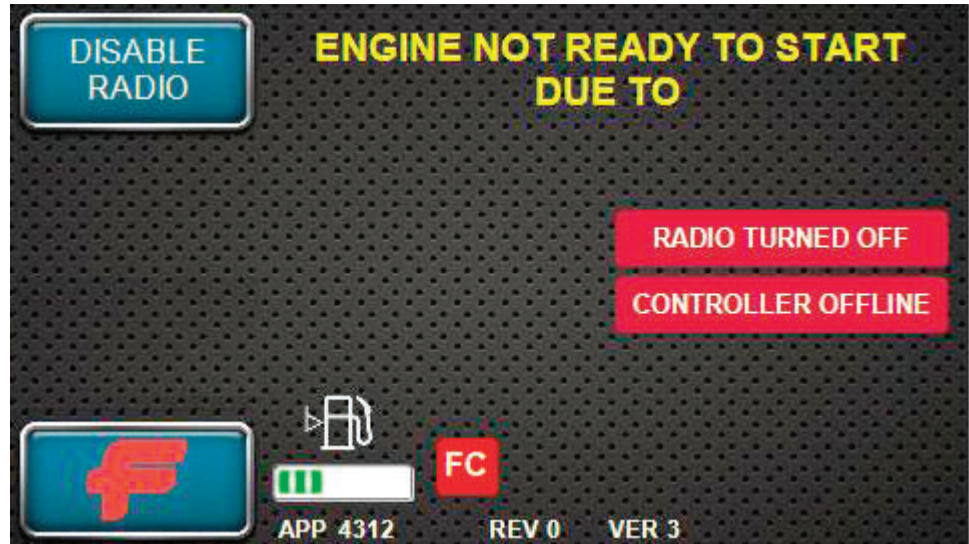 DISABLE
RADIO
ENGINE NOT READY TO START
DUE TO
RADIO TURNED OFF
CONTROLLER OFFLINE
FC
APP 4312 REV 0 VER 3